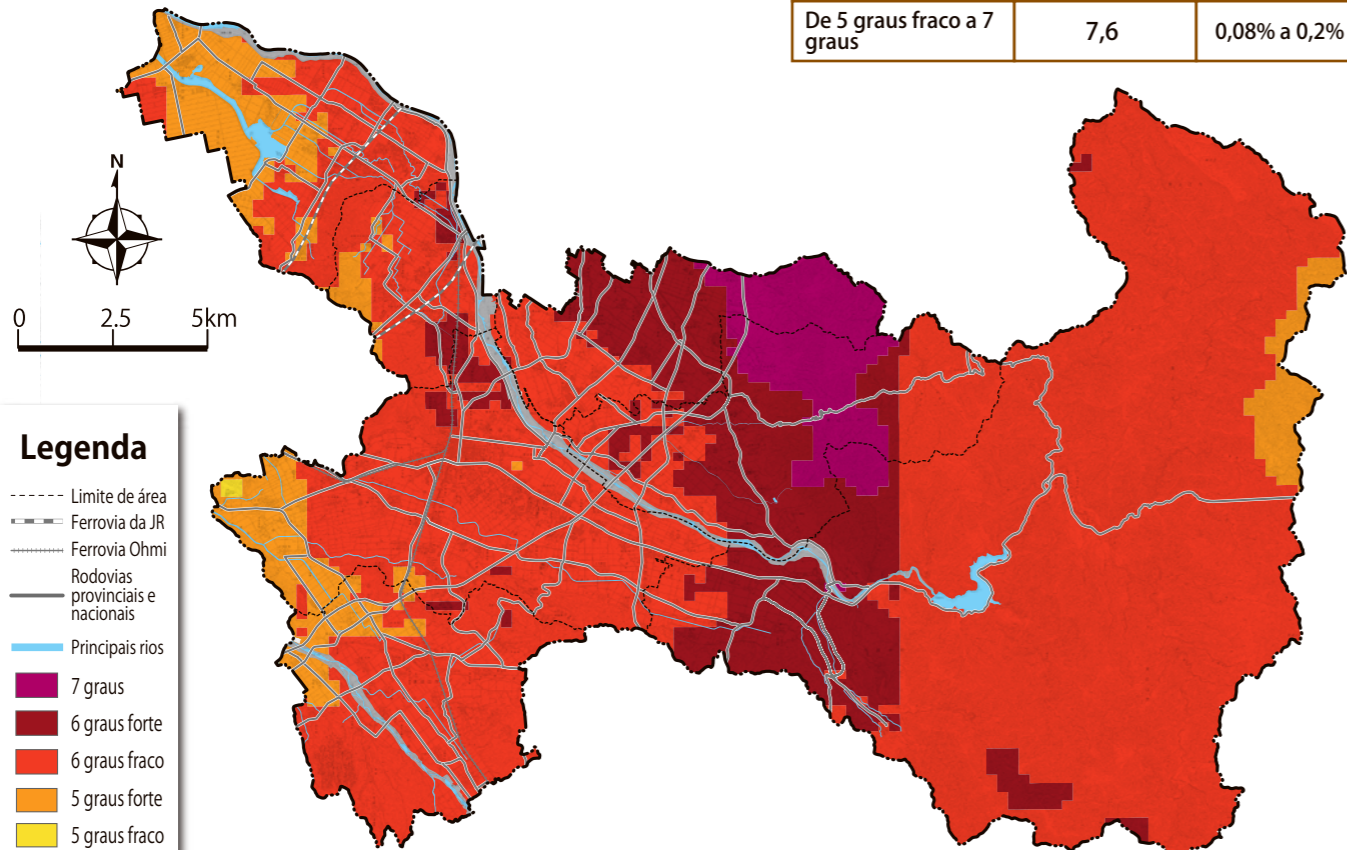 De 5 graus fraco a 7
graus
7,6
0,08% a 0,2%
N
0 2,5 5km
Legenda
Limite de área
Ferrovia da JR
Ferrovia Ohmi
Rodovias
provinciais e
nacionais
Principais rios
7 graus
6 graus forte
6 graus fraco
5 graus forte
5 graus fraco